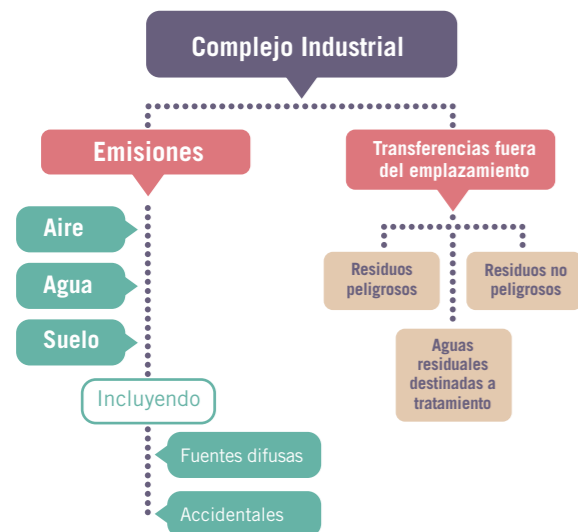 Complejo Industrial
Emisiones
Aire
Agua
Suelo
Incluyendo
Fuentes difusas
Accidentales
Transferencias fuera
del emplazamiento
Residuos
peligrosos
Residuos no
peligrosos
Aguas
residuales
destinadas a
tratamiento